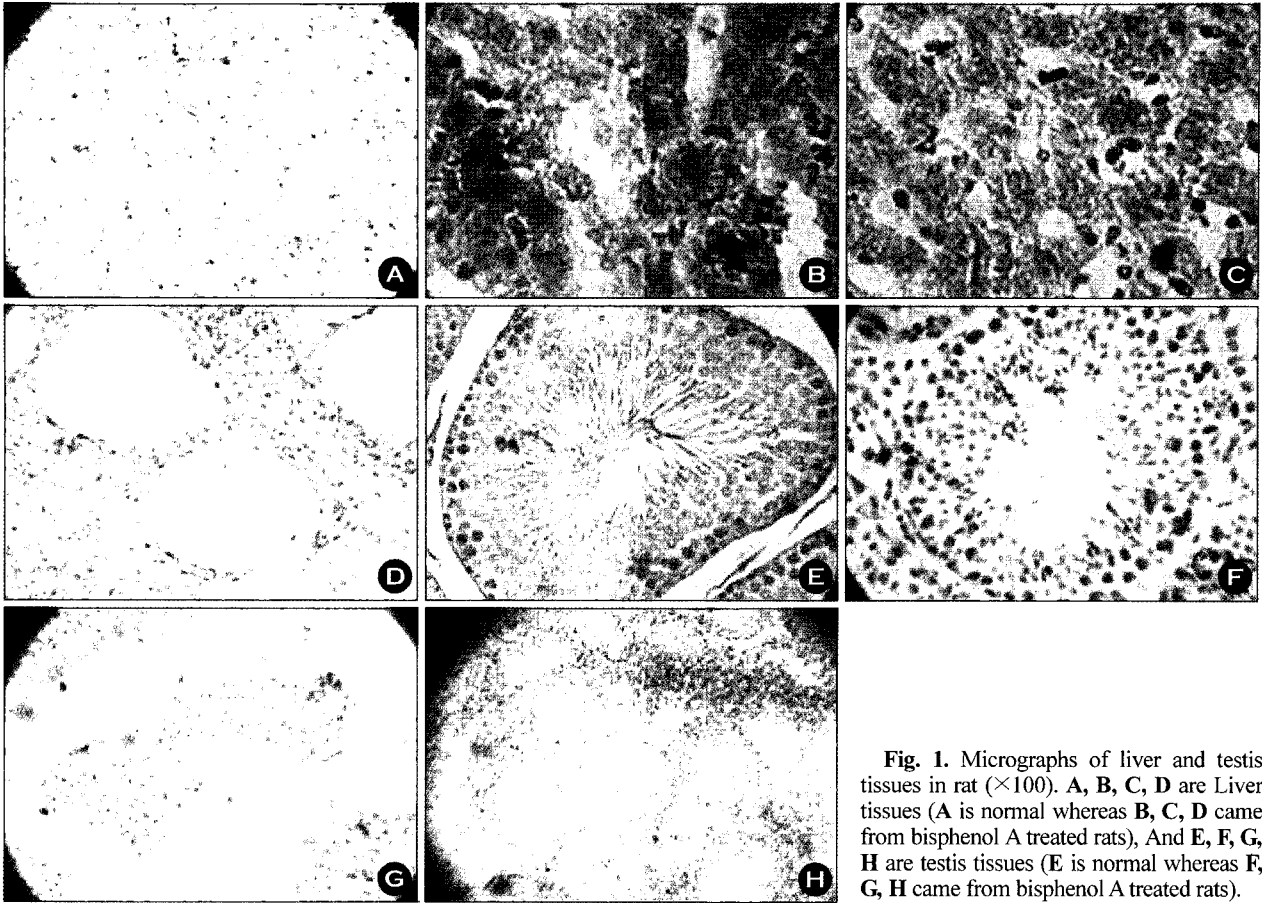 A
B
C
D
E
F
G
H
Fig. 1. Micrographs of liver and testis
tissues in rat (×100). A, B, C, D are Liver
tissues (A is normal whereas B, C, D came
from bisphenol A treated rats), And E, F, G,
H are testis tissues (E is normal whereas F,
G, H came from bisphenol A treated rats).